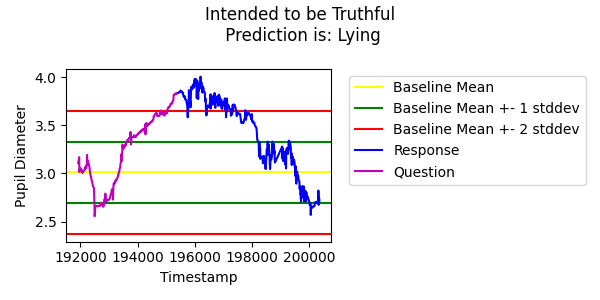 Intended to be Truthful
Prediction is: Lying
4.0
3.5
3.0
2.5
Pupil Diameter
192000 194000 196000 198000 200000
Timestamp
Baseline Mean
Baseline Mean +- 1 stddev
Baseline Mean +- 2 stddev
Response
Question